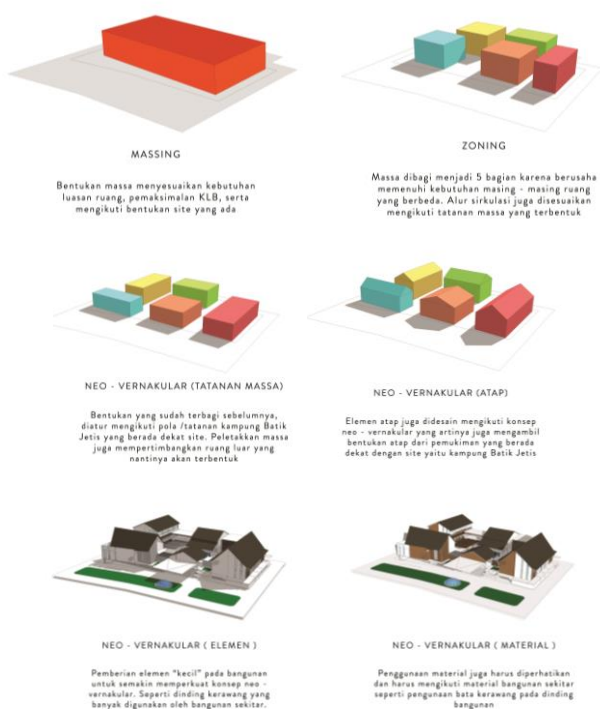 MASSING
Bentukan massa menyesuaikan kebutuhan
luasan ruang, pemaksimalan KLB, serta
mengikuti bentukan site yang ada
ZONING
Massa dibagi menjadi 5 bagian karena berusaha
memenuhi kebutuhan masing - masing ruang
yang berbeda. Alur sirkulasi juga disesuaikan
mengikuti tatanan massa yang terbentuk
NEO - VERNAKULAR (TATANAN MASSA)
Bentukan yang sudah terbagi sebelumnya,
diatur mengikuti pola /tatanan kampung Batik
Jetis yang berada dekat site. Peletakkan massa
juga mempertimbangkan ruang luar yang
nantinya akan terbentuk
NEO - VERNAKULAR (ATAP)
Elemen atap juga didesain mengikuti konsep
neo - vernakular yang artinya juga mengambil
bentukan atap dari pemukiman yang berada
dekat dengan site yaitu kampung Batik Jetis
NEO - VERNAKULAR ( ELEMEN )
Pemberian elemen "kecil" pada bangunan
untuk semakin memperkuat konsep neo -
vernakular. Seperti dinding kerawang yang
banyak digunakan oleh bangunan sekitar.
NEO - VERNAKULAR ( MATERIAL )
Penggunaan material juga harus diperhatikan
dan harus mengikuti material bangunan sekitar
seperti pengunaan bata kerawang pada dinding
bangunan